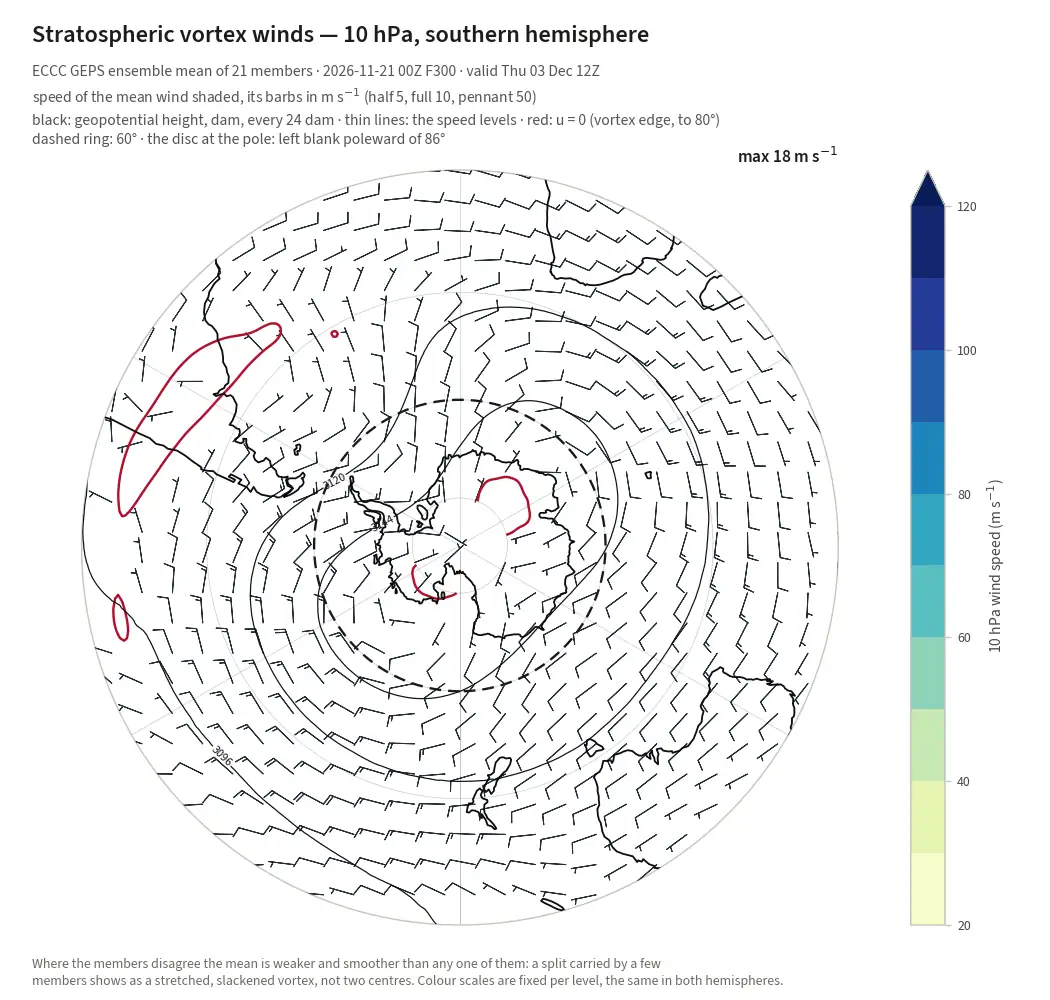 Stratospheric vortex winds — 10 hPa, southern hemisphere
ECCC GEPS ensemble mean of 21 members · 2026-11-21 00Z F300 · valid Thu 03 Dec 12Z
speed of the mean wind shaded, its barbs in m s⁻¹ (half 5, full 10, pennant 50)
black: geopotential height, dam, every 24 dam · thin lines: the speed levels · red: u = 0 (vortex edge, to 80°)
dashed ring: 60° · the disc at the pole: left blank poleward of 86°
max 18 m s⁻¹
120
100
80
60
40
20
10 hPa wind speed (m s⁻¹)
3120
3096
Where the members disagree the mean is weaker and smoother than any one of them: a split carried by a few
members shows as a stretched, slackened vortex, not two centres. Colour scales are fixed per level, the same in both hemispheres.